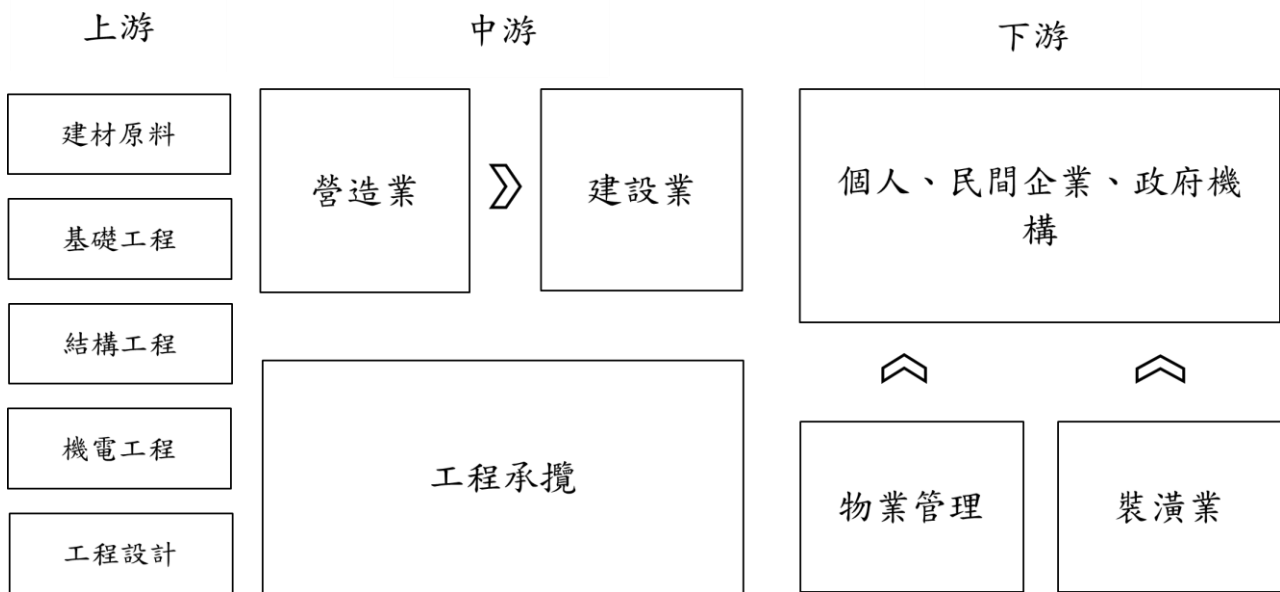 上游
中游
下游
建材原料
基礎工程
結構工程
機電工程
工程設計
營造業
建設業
工程承攬
個人、民間企業、政府機
構
物業管理
裝潢業